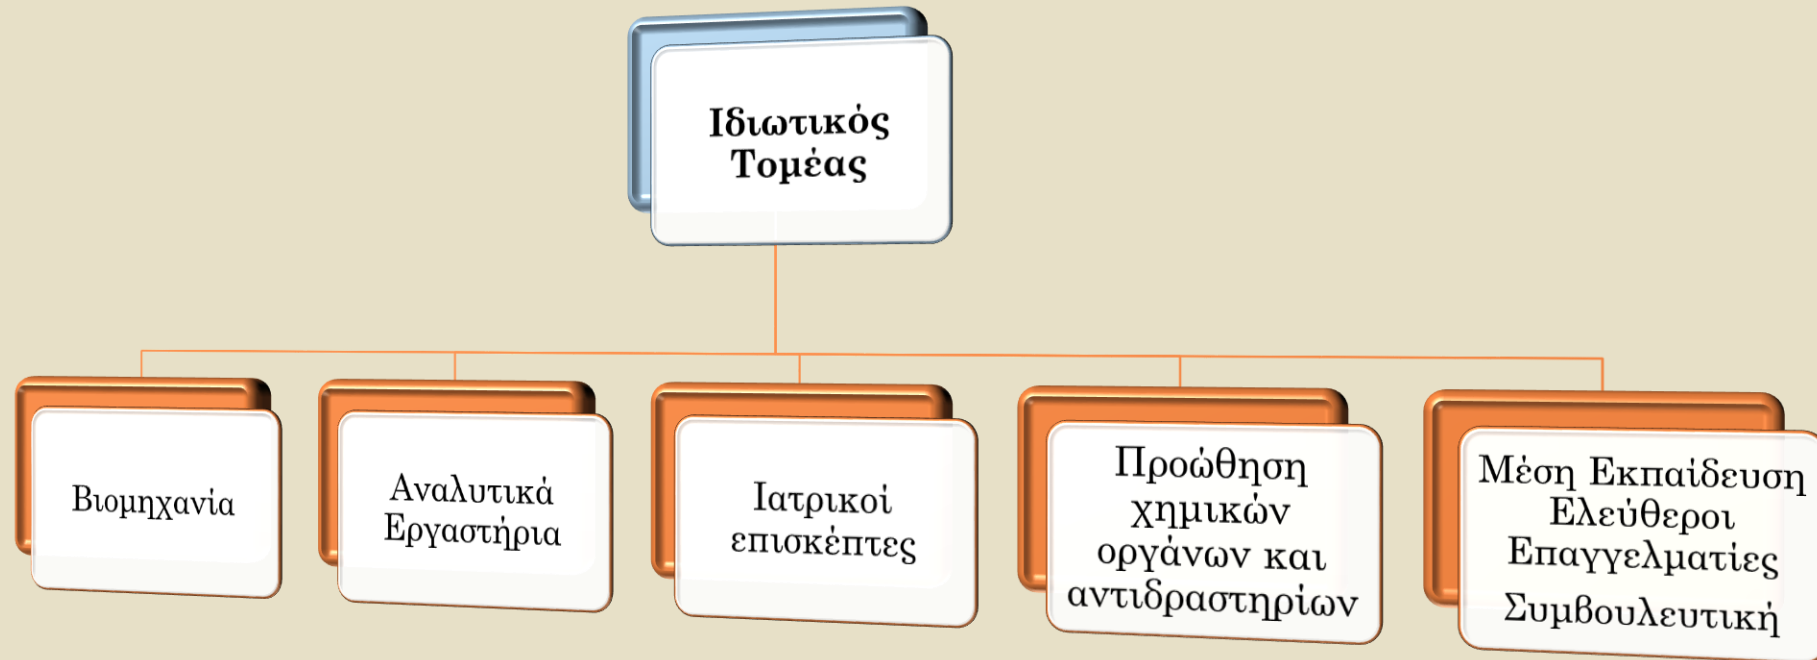 Ιδιωτικός
Τομέας
Βιομηχανία
Αναλυτικά
Εργαστήρια
Ιατρικοί
επισκέπτες
Προώθηση
χημικών
οργάνων και
αντιδραστηρίων
Μέση Εκπαίδευση
Ελεύθεροι
Επαγγελματίες
Συμβουλευτική